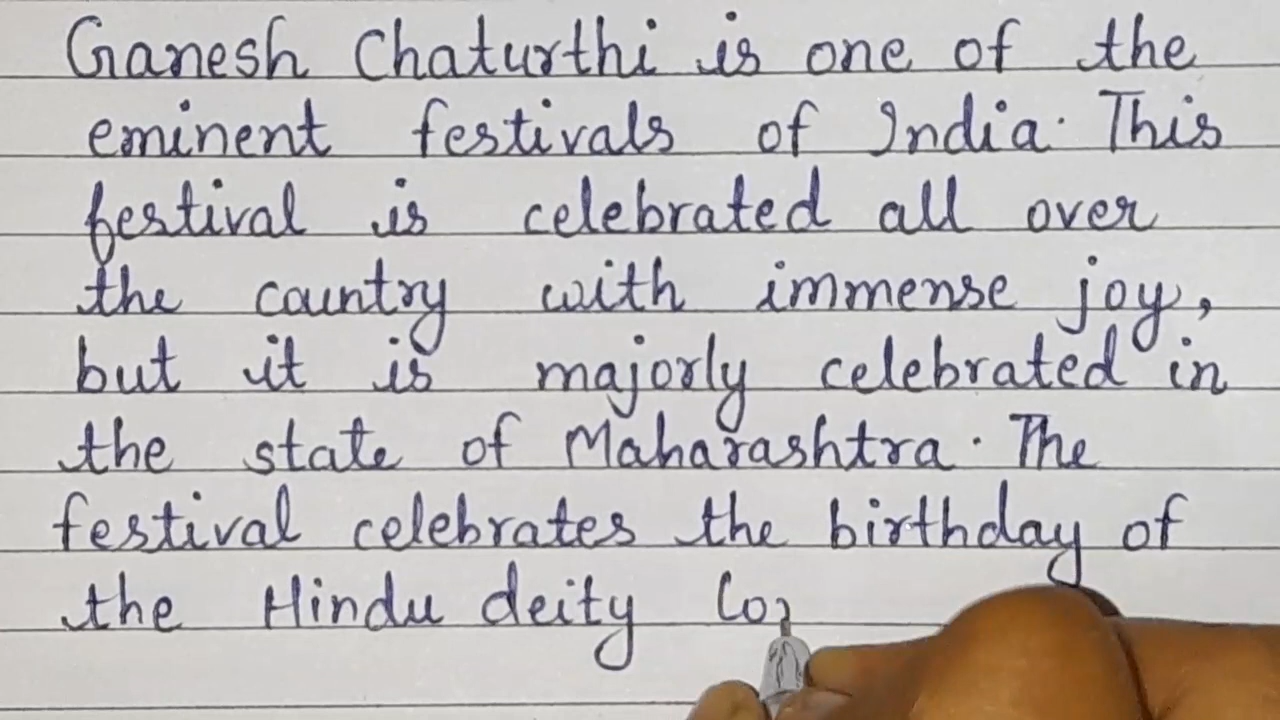 Ganesh Chaturthi is one of the
eminent festivals of India. This
festival is celebrated all over
the country with immense joy,
but it is majorly celebrated in
the state of Maharashtra. The
festival celebrates the birthday of
the Hindu deity